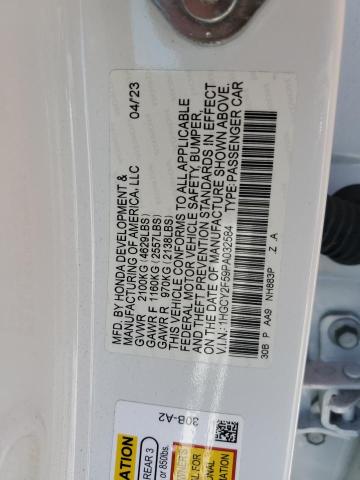 MFD. BY HONDA DEVELOPMENT & 04/23
MANUFACTURING OF AMERICA, LLC
GVWR 2100KG (4629LBS)
GAWR F 1160KG (2557LBS)
GAWR R 970KG (2138LBS)
THIS VEHICLE CONFORMS TO ALL APPLICABLE
FEDERAL MOTOR VEHICLE SAFETY, BUMPER,
AND THEFT PREVENTION STANDARDS IN EFFECT
ON THE DATE OF MANUFACTURE SHOWN ABOVE.
V.I.N.: 1HGCY2F59PA032584 TYPE:PASSENGER CAR
30B P AA9 NH883P Z A
30B-A2
REAR 3
or 850lbs.